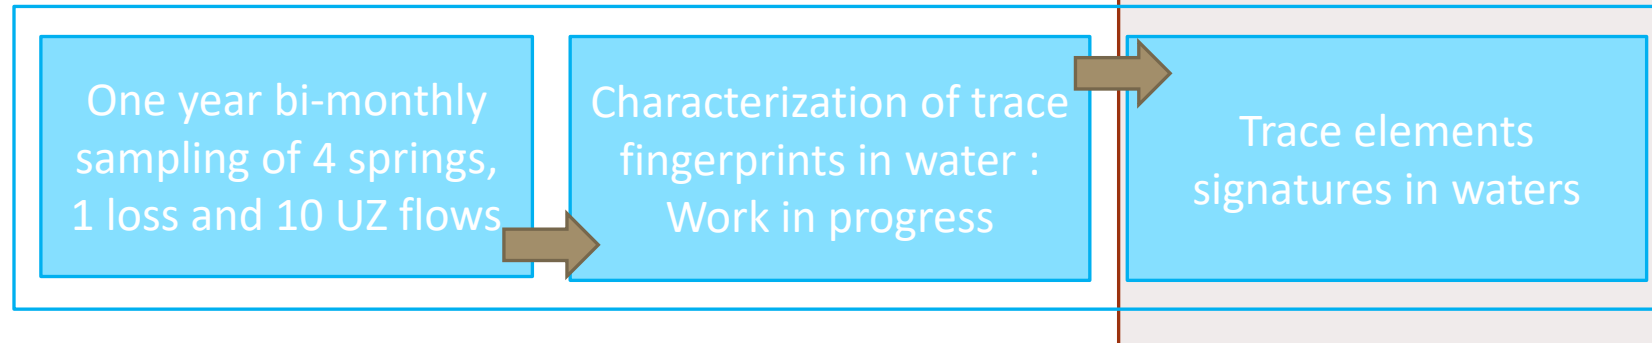 One year bi-monthly
sampling of 4 springs,
1 loss and 10 UZ flows
Characterization of trace
fingerprints in water :
Work in progress
Trace elements
signatures in waters